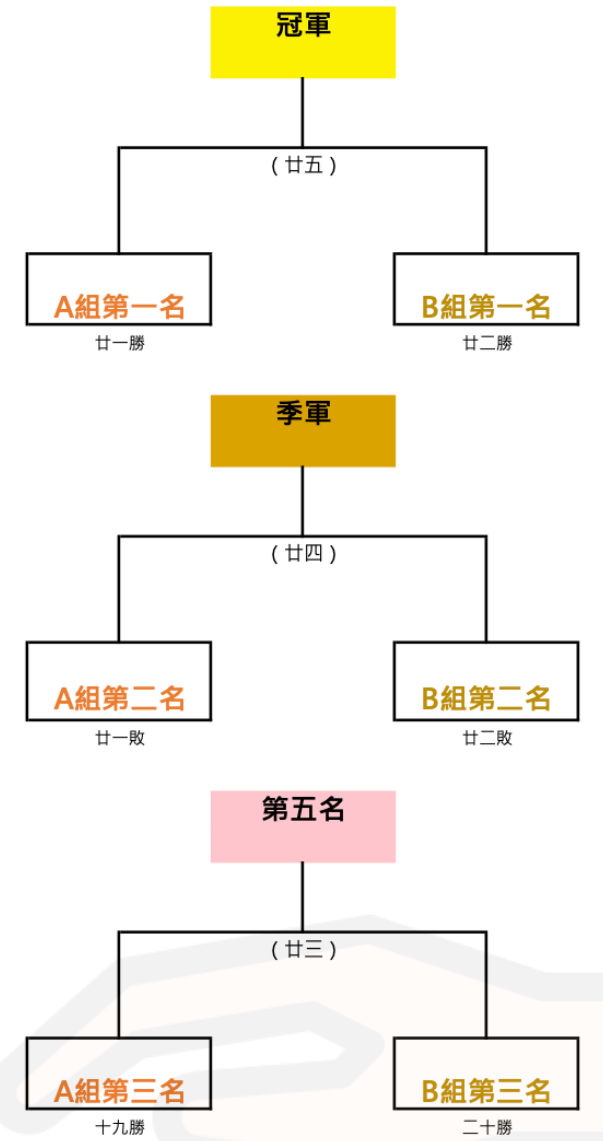 冠軍
(廿五)
A組第一名 B組第一名
廿一勝 廿二勝
季軍
(廿四)
A組第二名 B組第二名
廿一敗 廿二敗
第五名
(廿三)
A組第三名 B組第三名
十九勝 二十勝